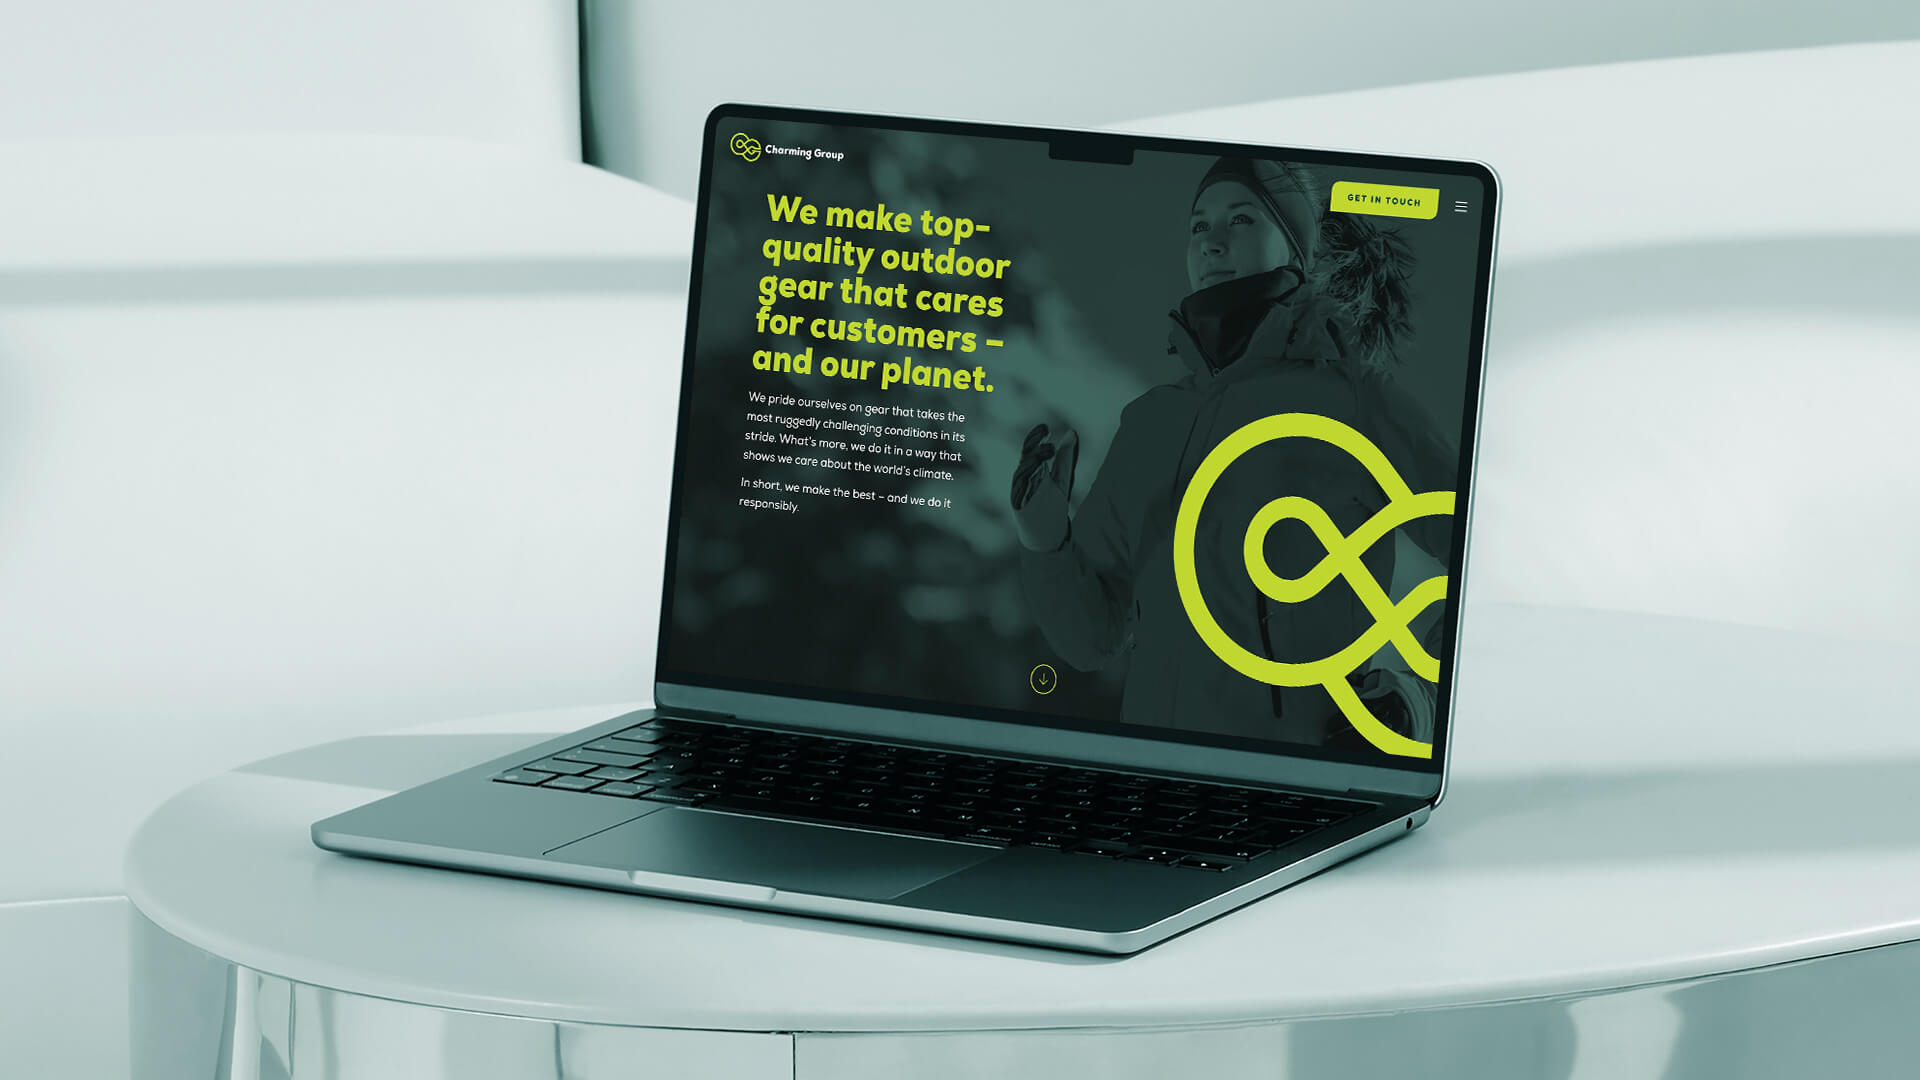 Charming Group
GET IN TOUCH
We make top-
quality outdoor
gear that cares
for customers –
and our planet.
We pride ourselves on gear that takes the
most ruggedly challenging conditions in its
stride. What's more, we do it in a way that
shows we care about the world's climate.
In short, we make the best – and we do it
responsibly.